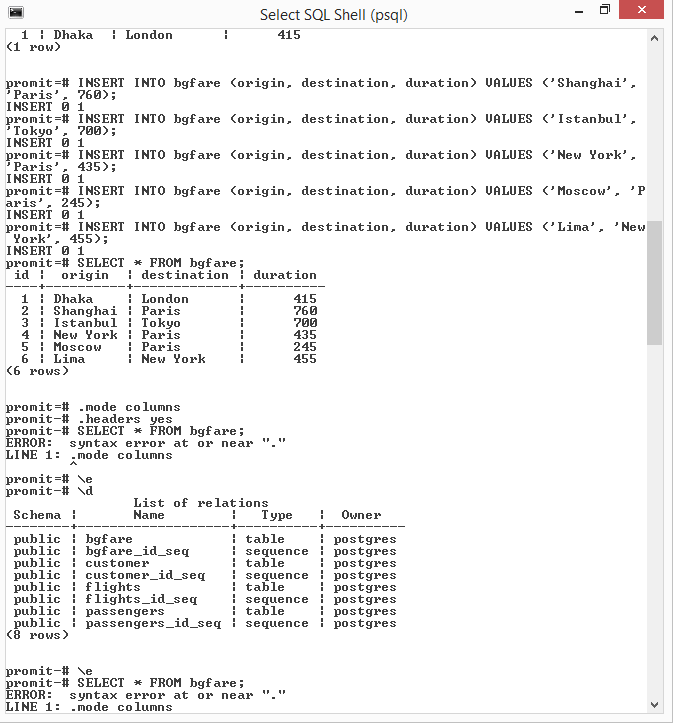 Select SQL Shell (psql)
1 ¦ Dhaka ¦ London ¦ 415
(1 row)
promit=# INSERT INTO bgfare (origin, destination, duration) VALUES ('Shanghai',
'Paris', 760);
INSERT 0 1
promit=# INSERT INTO bgfare (origin, destination, duration) VALUES ('Istanbul',
'Tokyo', 700);
INSERT 0 1
promit=# INSERT INTO bgfare (origin, destination, duration) VALUES ('New York',
'Paris', 435);
INSERT 0 1
promit=# INSERT INTO bgfare (origin, destination, duration) VALUES ('Moscow', 'P
aris', 245);
INSERT 0 1
promit=# INSERT INTO bgfare (origin, destination, duration) VALUES ('Lima', 'New
York', 455);
INSERT 0 1
promit=# SELECT * FROM bgfare;
id ¦ origin ¦ destination ¦ duration
----+-----------+-------------+----------
1 ¦ Dhaka ¦ London ¦ 415
2 ¦ Shanghai ¦ Paris ¦ 760
3 ¦ Istanbul ¦ Tokyo ¦ 700
4 ¦ New York ¦ Paris ¦ 435
5 ¦ Moscow ¦ Paris ¦ 245
6 ¦ Lima ¦ New York ¦ 455
(6 rows)
promit=# .mode columns
promit-# .headers yes
promit-# SELECT * FROM bgfare;
ERROR:  syntax error at or near "."
LINE 1: .mode columns
^
promit=# \e
promit-# \d
List of relations
Schema ¦ Name ¦ Type ¦ Owner
--------+-------------------+----------+----------
public ¦ bgfare ¦ table ¦ postgres
public ¦ bgfare_id_seq ¦ sequence ¦ postgres
public ¦ customer ¦ table ¦ postgres
public ¦ customer_id_seq ¦ sequence ¦ postgres
public ¦ flights ¦ table ¦ postgres
public ¦ flights_id_seq ¦ sequence ¦ postgres
public ¦ passengers ¦ table ¦ postgres
public ¦ passengers_id_seq ¦ sequence ¦ postgres
(8 rows)
promit-# \e
promit-# SELECT * FROM bgfare;
ERROR:  syntax error at or near "."
LINE 1: .mode columns